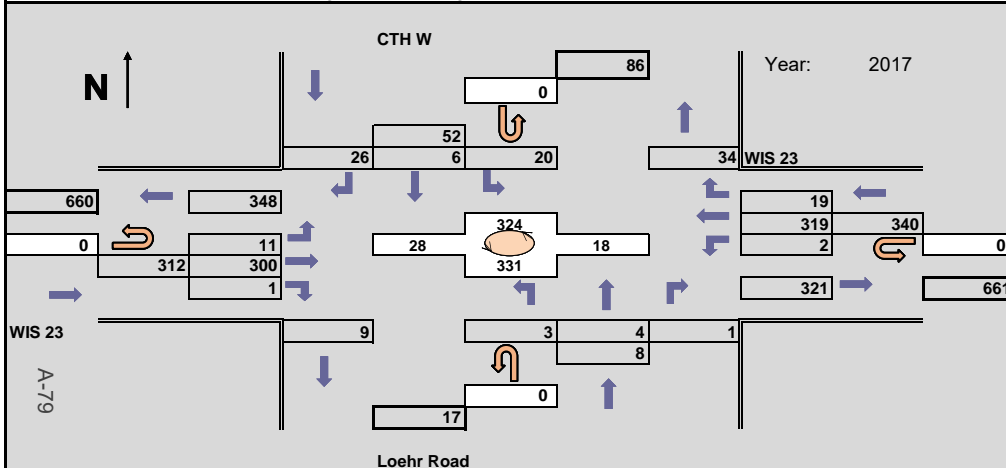 CTH W
86
Year: 2017
N
0
52
26 6 20
34 WIS 23
660 348
19
324
319 340
0 11
28 18
2 0
312 300
331
1
321 661
WIS 23
9
3 4 1
8
A-79
0
17
Loehr Road